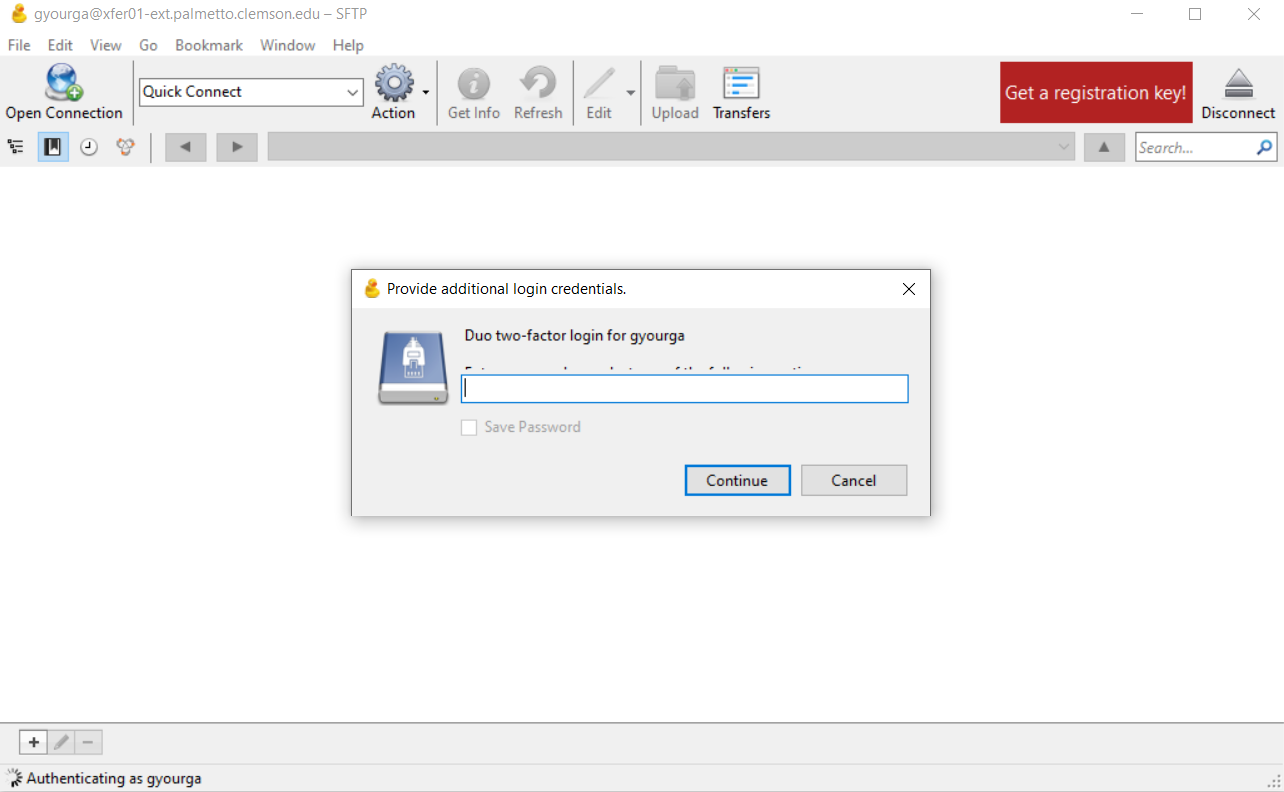 gyourga@xfer01-ext.palmetto.clemson.edu – SFTP
File Edit View Go Bookmark Window Help
Quick Connect
Get a registration key!
Open Connection Action Get Info Refresh Edit Upload Transfers Disconnect
Search...
Provide additional login credentials.
Duo two-factor login for gyourga
Save Password
Continue Cancel
Authenticating as gyourga